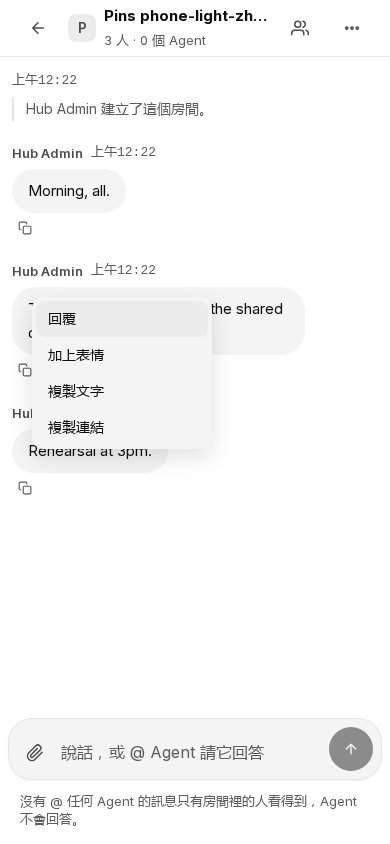 Pins phone-light-zh…
P
3 人 · 0 個 Agent
上午12:22
Hub Admin 建立了這個房間。
Hub Admin 上午12:22
Morning, all.
Hub Admin 上午12:22
the shared
回覆
加上表情
複製文字
複製連結
Rehearsal at 3pm.
說話，或 @ Agent 請它回答
沒有 @ 任何 Agent 的訊息只有房間裡的人看得到，Agent
不會回答。